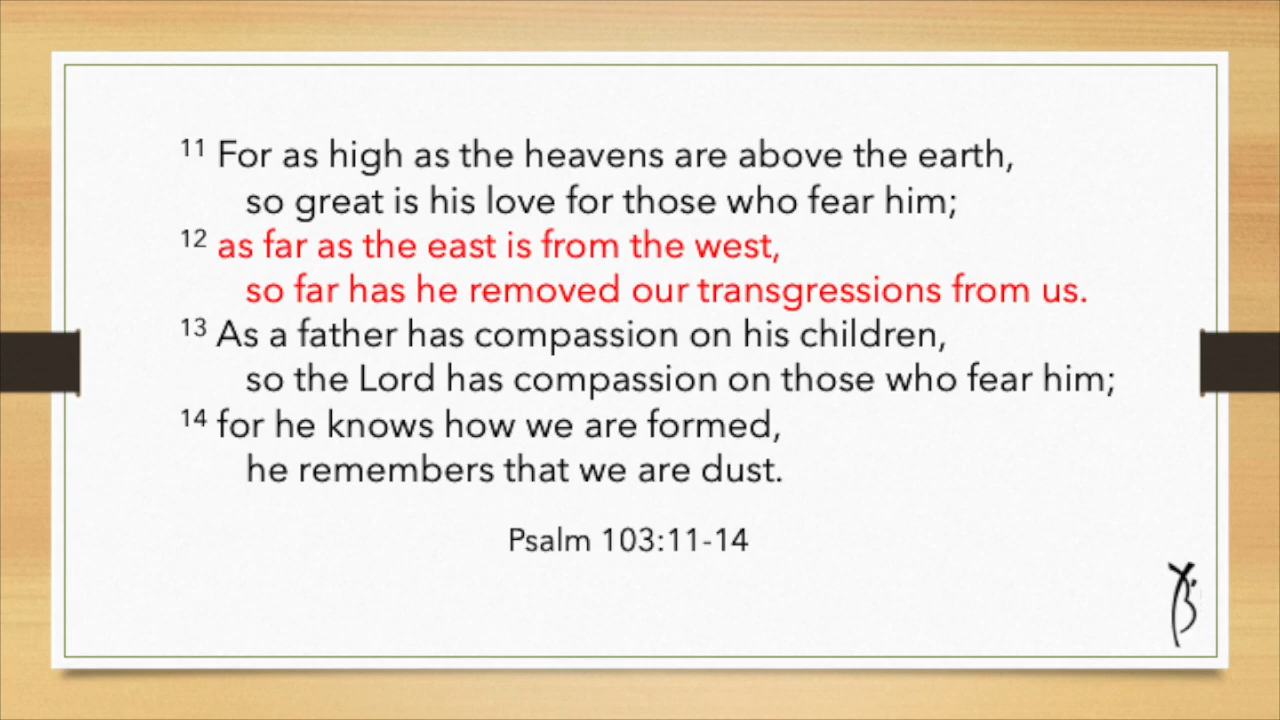 11 For as high as the heavens are above the earth,
so great is his love for those who fear him;
12 as far as the east is from the west,
so far has he removed our transgressions from us.
13 As a father has compassion on his children,
so the Lord has compassion on those who fear him;
14 for he knows how we are formed,
he remembers that we are dust.
Psalm 103:11-14